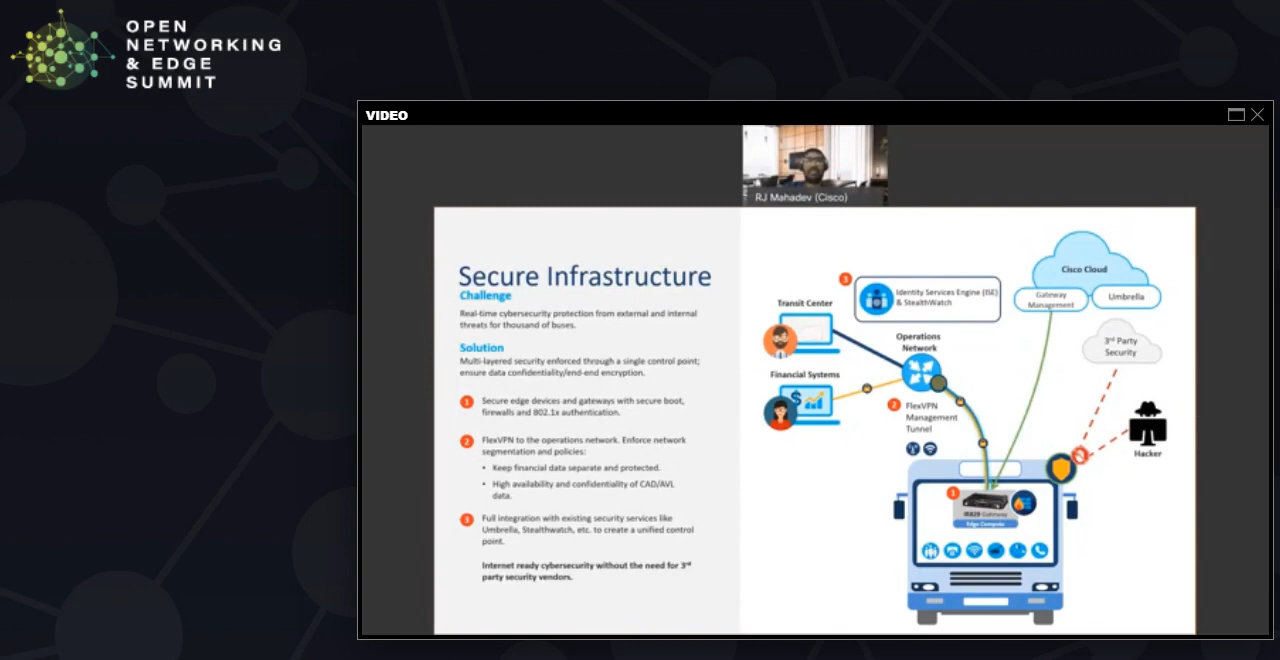 OPEN
NETWORKING
& EDGE
SUMMIT
VIDEO
RJ Mahadev (Cisco)
Secure Infrastructure
Challenge
Real-time cybersecurity protection from external and internal
threats for thousand of buses.
Solution
Multi-layered security enforced through a single control point;
ensure data confidentiality/end-end encryption.
1 Secure edge devices and gateways with secure boot,
firewalls and 802.1x authentication.
2 FlexVPN to the operations network. Enforce network
segmentation and policies:
• Keep financial data separate and protected.
• High availability and confidentiality of CAD/AVL
data.
3 Full integration with existing security services like
Umbrella, Stealthwatch, etc. to create a unified control
point.
Internet ready cybersecurity without the need for 3rd
party security vendors.
3
Identity Services Engine (ISE)
& StealthWatch
Transit Center
Financial Systems
$
Operations
Network
2 FlexVPN
Management
Tunnel
Cisco Cloud
Gateway
Management
Umbrella
3rd Party
Security
Hacker
1
IR829 Gateway
Edge Compute